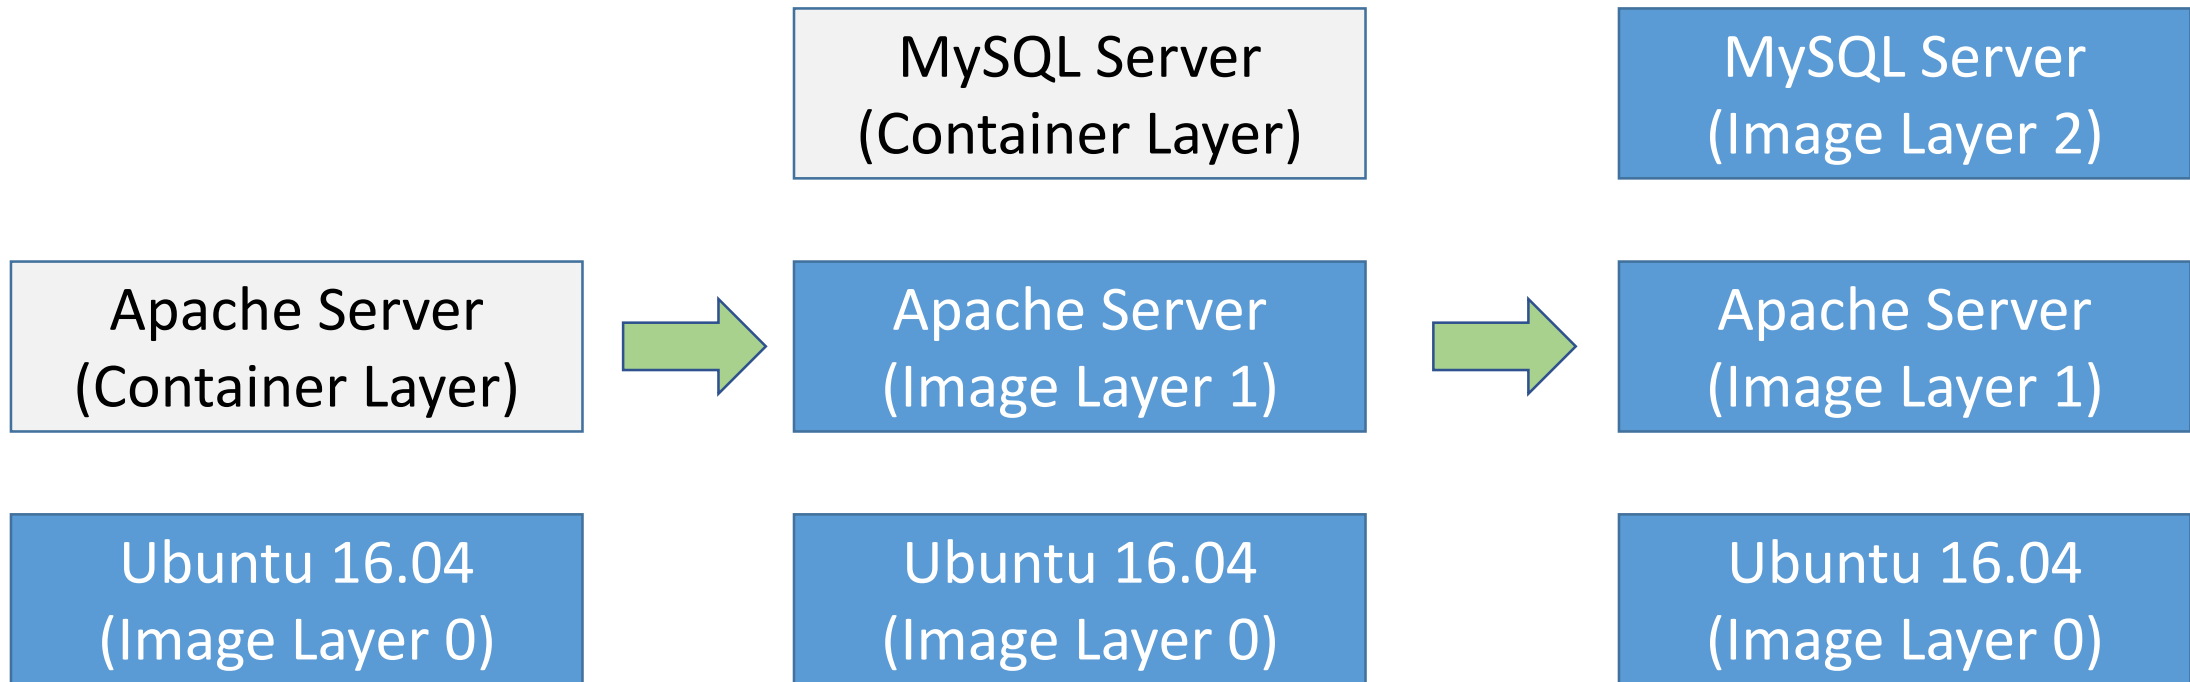 MySQL Server
(Container Layer)
MySQL Server
(Image Layer 2)
Apache Server
(Container Layer)
Apache Server
(Image Layer 1)
Apache Server
(Image Layer 1)
Ubuntu 16.04
(Image Layer 0)
Ubuntu 16.04
(Image Layer 0)
Ubuntu 16.04
(Image Layer 0)